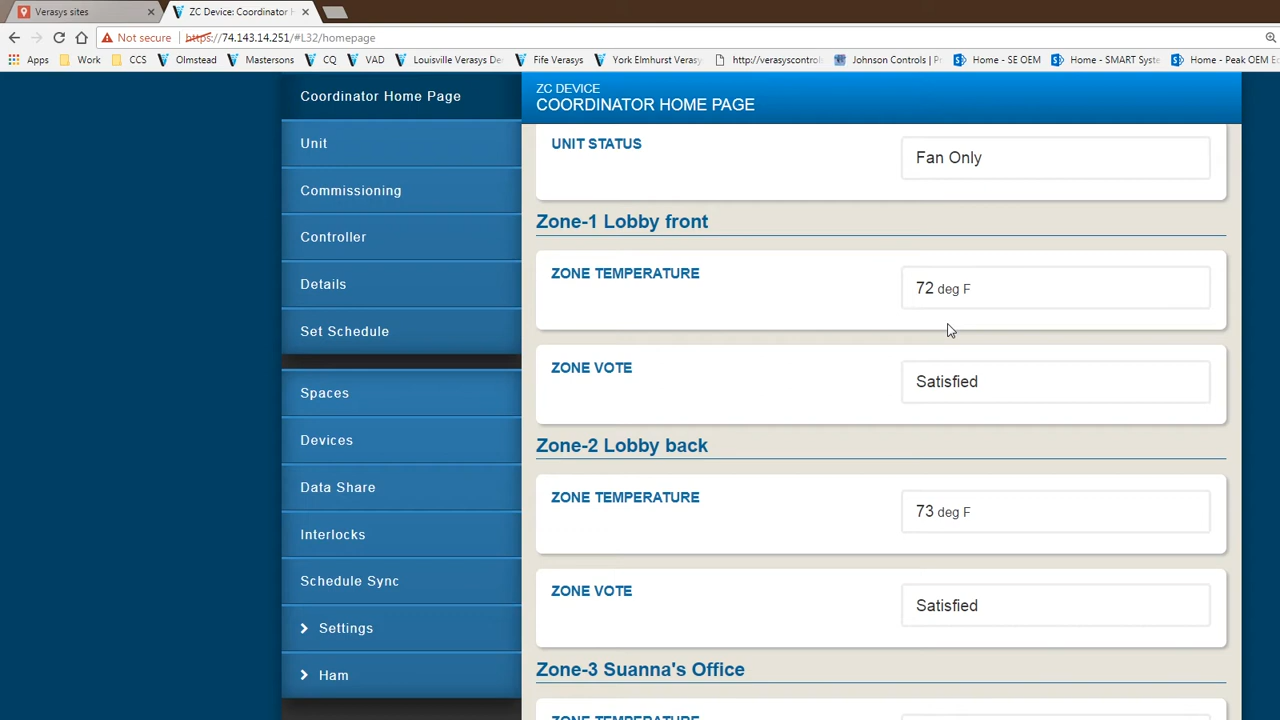 Verasys sites
ZC Device: Coordinator H
Not secure
https://74.143.14.251/#L32/homepage
Apps
Work
CCS
Olmstead
Mastersons
CQ
VAD
Louisville Verasys De
Fife Verasys
York Elmhurst Verasy
http://verasyscontrol
Johnson Controls | Pr
Home - SE OEM
Home - SMART Syste
Home - Peak OEM E
Coordinator Home Page
Unit
Commissioning
Controller
Details
Set Schedule
Spaces
Devices
Data Share
Interlocks
Schedule Sync
Settings
Ham
ZC DEVICE
COORDINATOR HOME PAGE
UNIT STATUS
Fan Only
Zone-1 Lobby front
ZONE TEMPERATURE
72 deg F
ZONE VOTE
Satisfied
Zone-2 Lobby back
ZONE TEMPERATURE
73 deg F
ZONE VOTE
Satisfied
Zone-3 Suanna's Office
ZONE TEMPERATURE